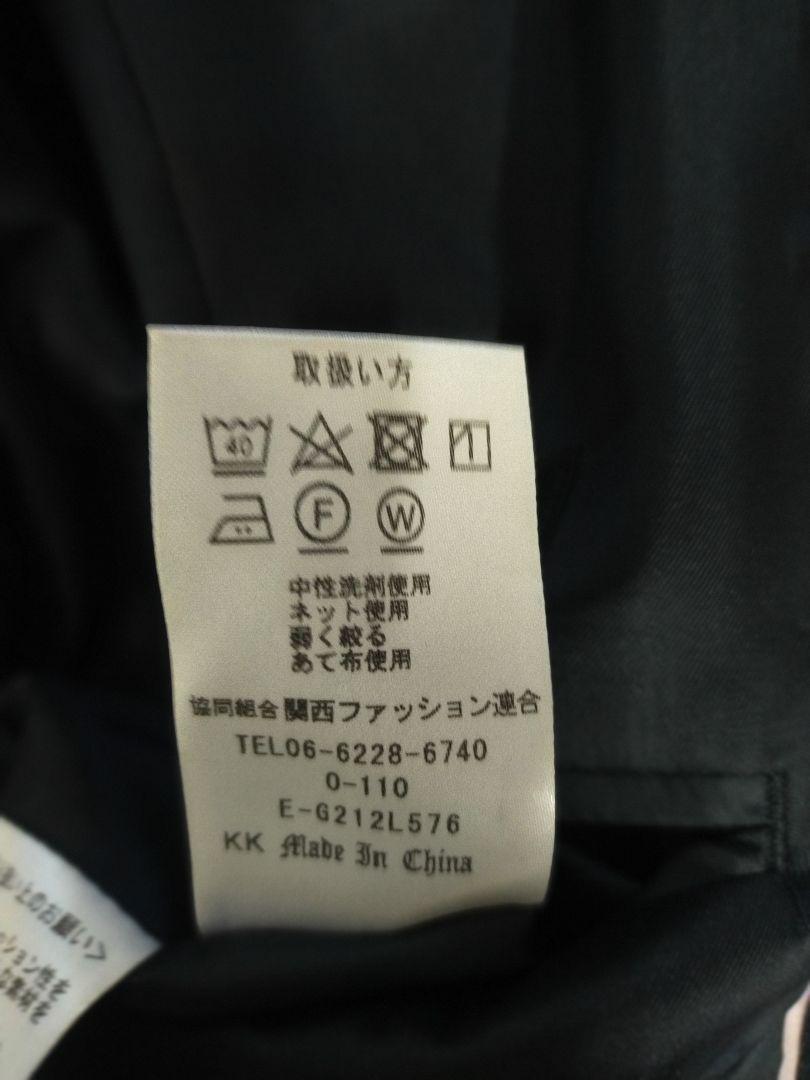 取扱い方
40
F W
中性洗剤使用
ネット使用
弱く絞る
あて布使用
協同組合関西ファッション連合
TEL06-6228-6740
0-110
E-G212L576
KK Made In China